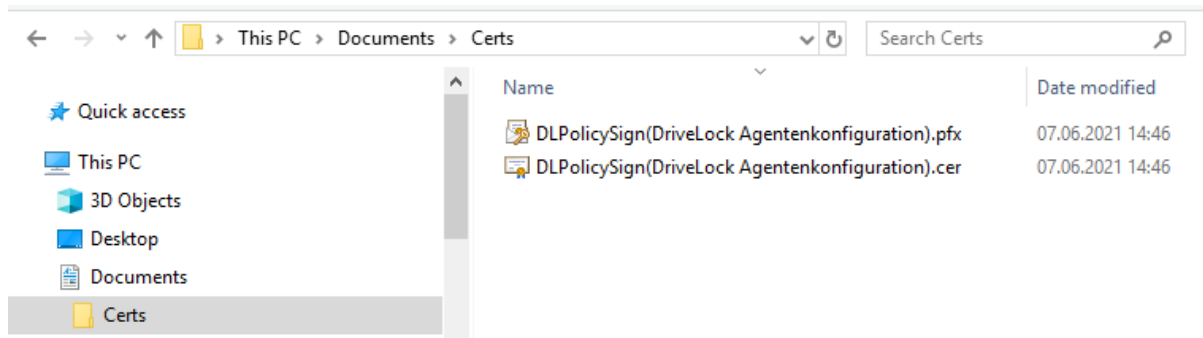 This PC > Documents > Certs
Search Certs
Name
Date modified
Quick access
DLPolicySign(DriveLock Agentenkonfiguration).pfx
07.06.2021 14:46
This PC
DLPolicySign(DriveLock Agentenkonfiguration).cer
07.06.2021 14:46
3D Objects
Desktop
Documents
Certs